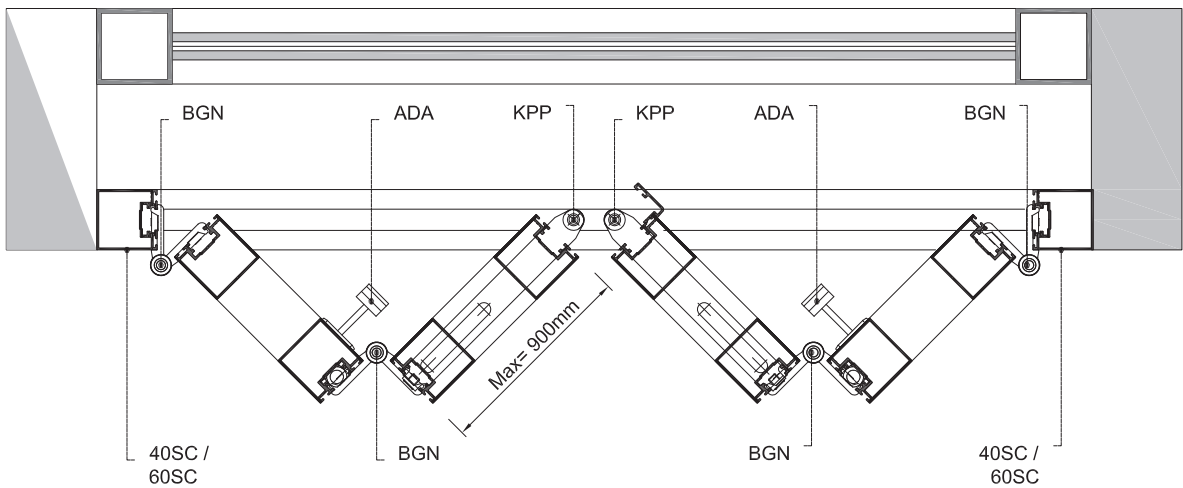 BGN
ADA
KPP
KPP
ADA
BGN
Max= 900mm
40SC /
60SC
BGN
BGN
40SC /
60SC